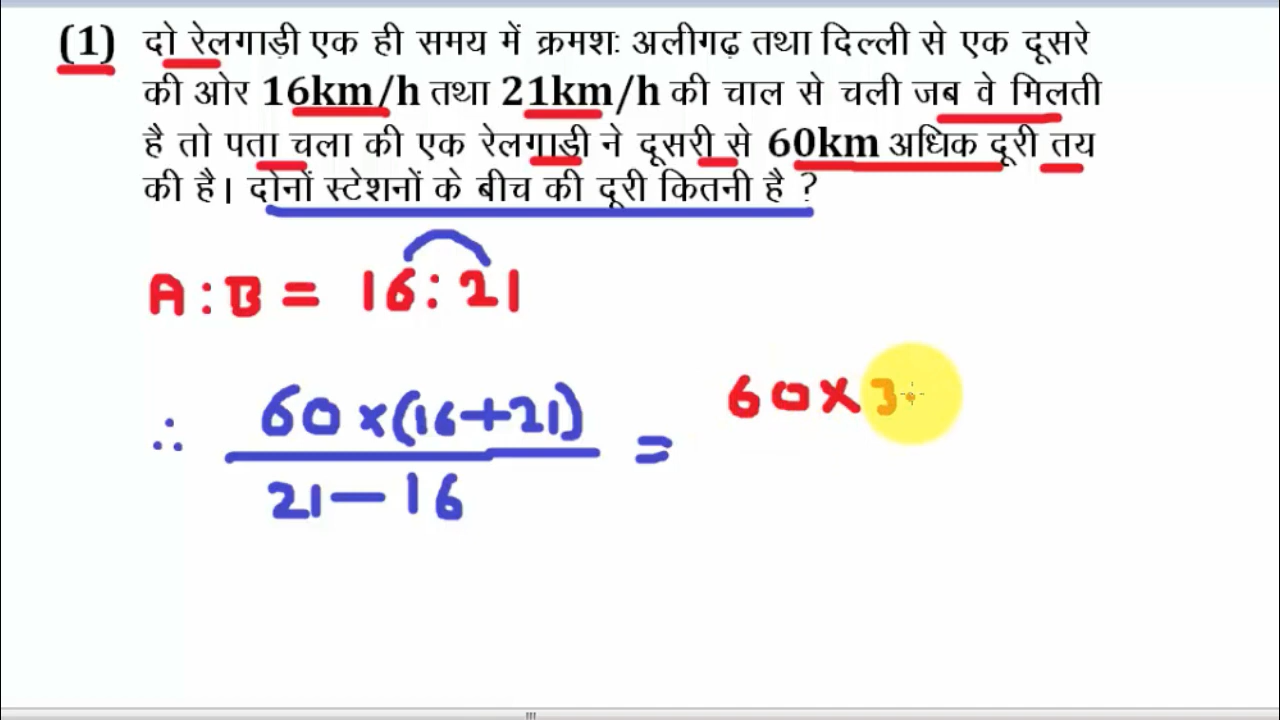 (1) दो रेलगाड़ी एक ही समय में क्रमशः अलीगढ़ तथा दिल्ली से एक दूसरे
की ओर 16km/h तथा 21km/h की चाल से चली जब वे मिलती
है तो पता चला की एक रेलगाड़ी ने दूसरी से 60km अधिक दूरी तय
की है। दोनों स्टेशनों के बीच की दूरी कितनी है ?
A : B = 16 : 21
∴ 60 × (16+21) / 21 − 16 = 60 × 3